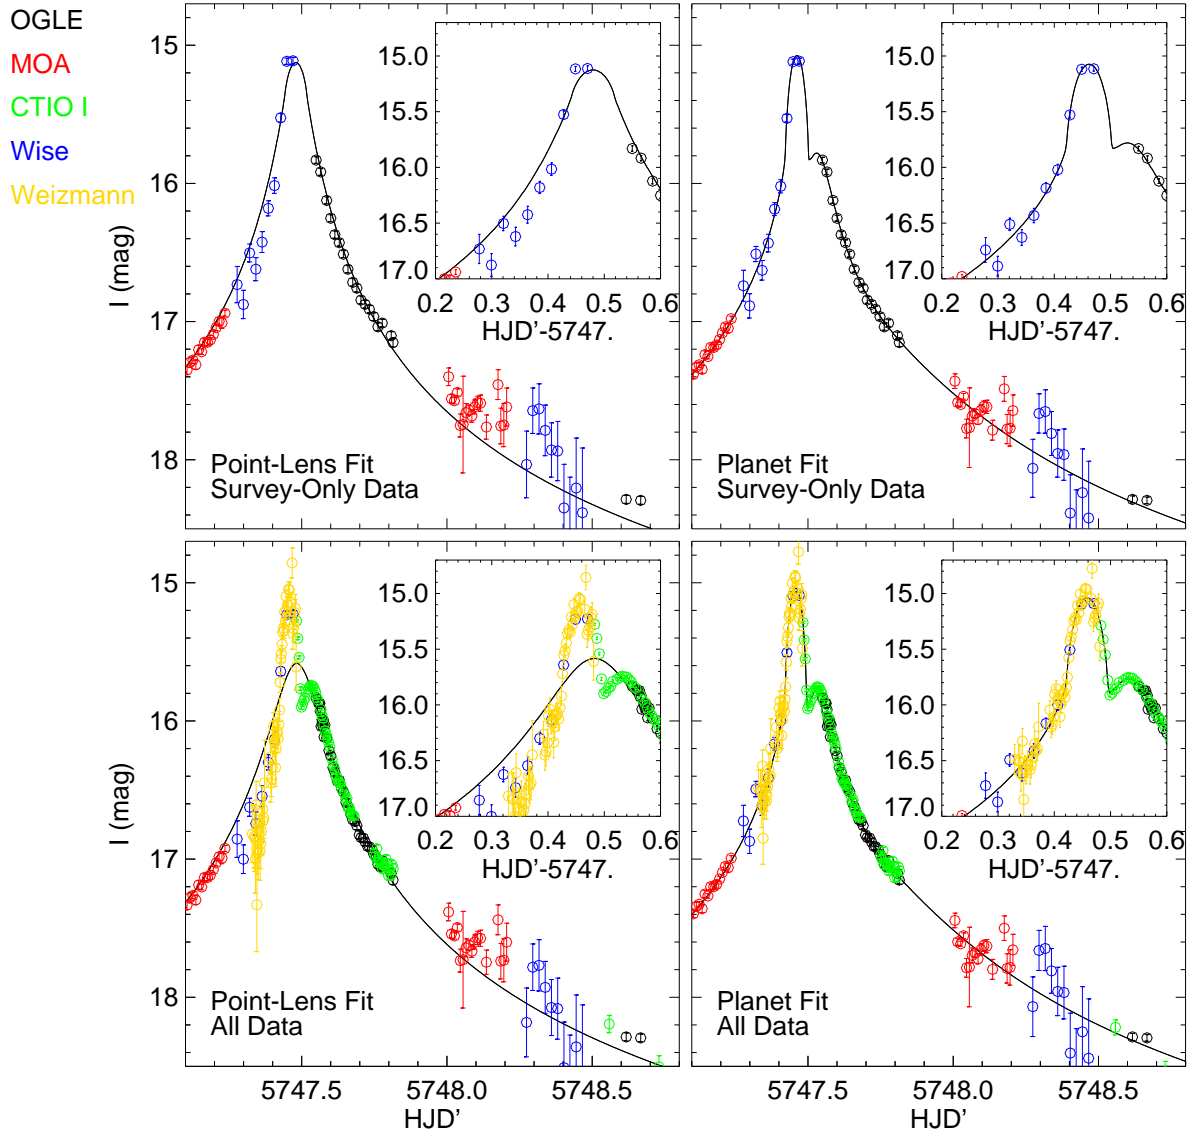 OGLE
MOA
CTIO I
Wise
Weizmann
15
16
17
18
I (mag)
15.0
15.5
16.0
16.5
17.0
0.2 0.3 0.4 0.5 0.6
HJD'-5747.
Point-Lens Fit
Survey-Only Data
15.0
15.5
16.0
16.5
17.0
0.2 0.3 0.4 0.5 0.6
HJD'-5747.
Planet Fit
Survey-Only Data
15
16
17
18
I (mag)
15.0
15.5
16.0
16.5
17.0
0.2 0.3 0.4 0.5 0.6
HJD'-5747.
Point-Lens Fit
All Data
5747.5 5748.0 5748.5
HJD'
15.0
15.5
16.0
16.5
17.0
0.2 0.3 0.4 0.5 0.6
HJD'-5747.
Planet Fit
All Data
5747.5 5748.0 5748.5
HJD'